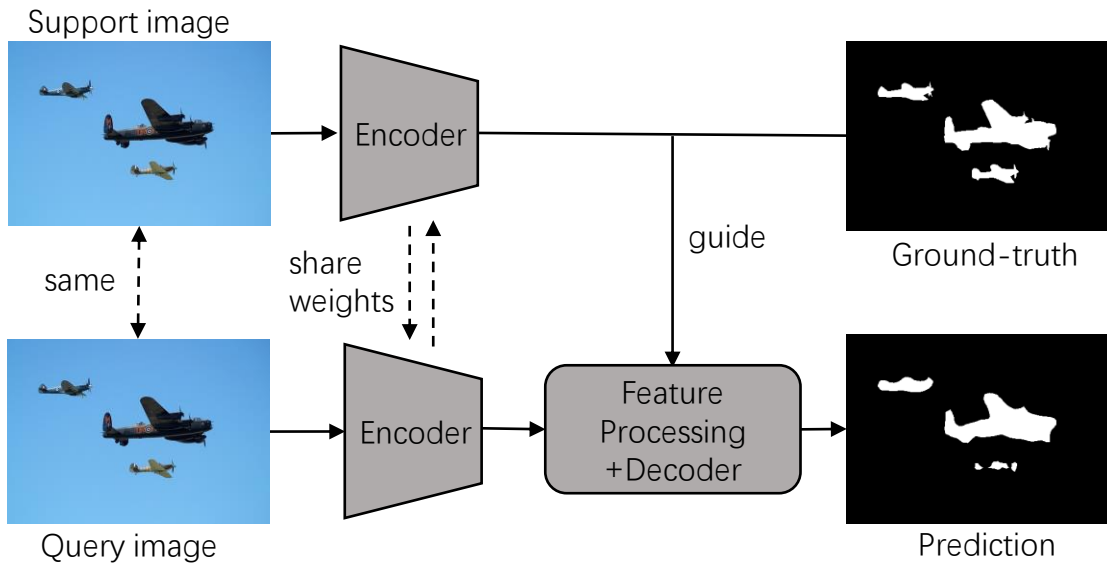 Support image
Encoder
same
share
weights
guide
Ground-truth
Encoder
Feature
Processing
+Decoder
Query image
Prediction